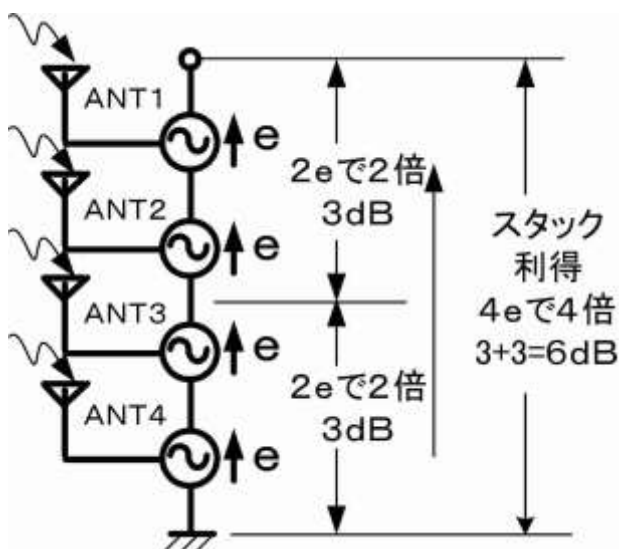 ANT1
e
ANT2
e
ANT3
e
ANT4
e
2eで2倍
3dB
2eで2倍
3dB
スタック
利得
4eで4倍
3+3=6dB